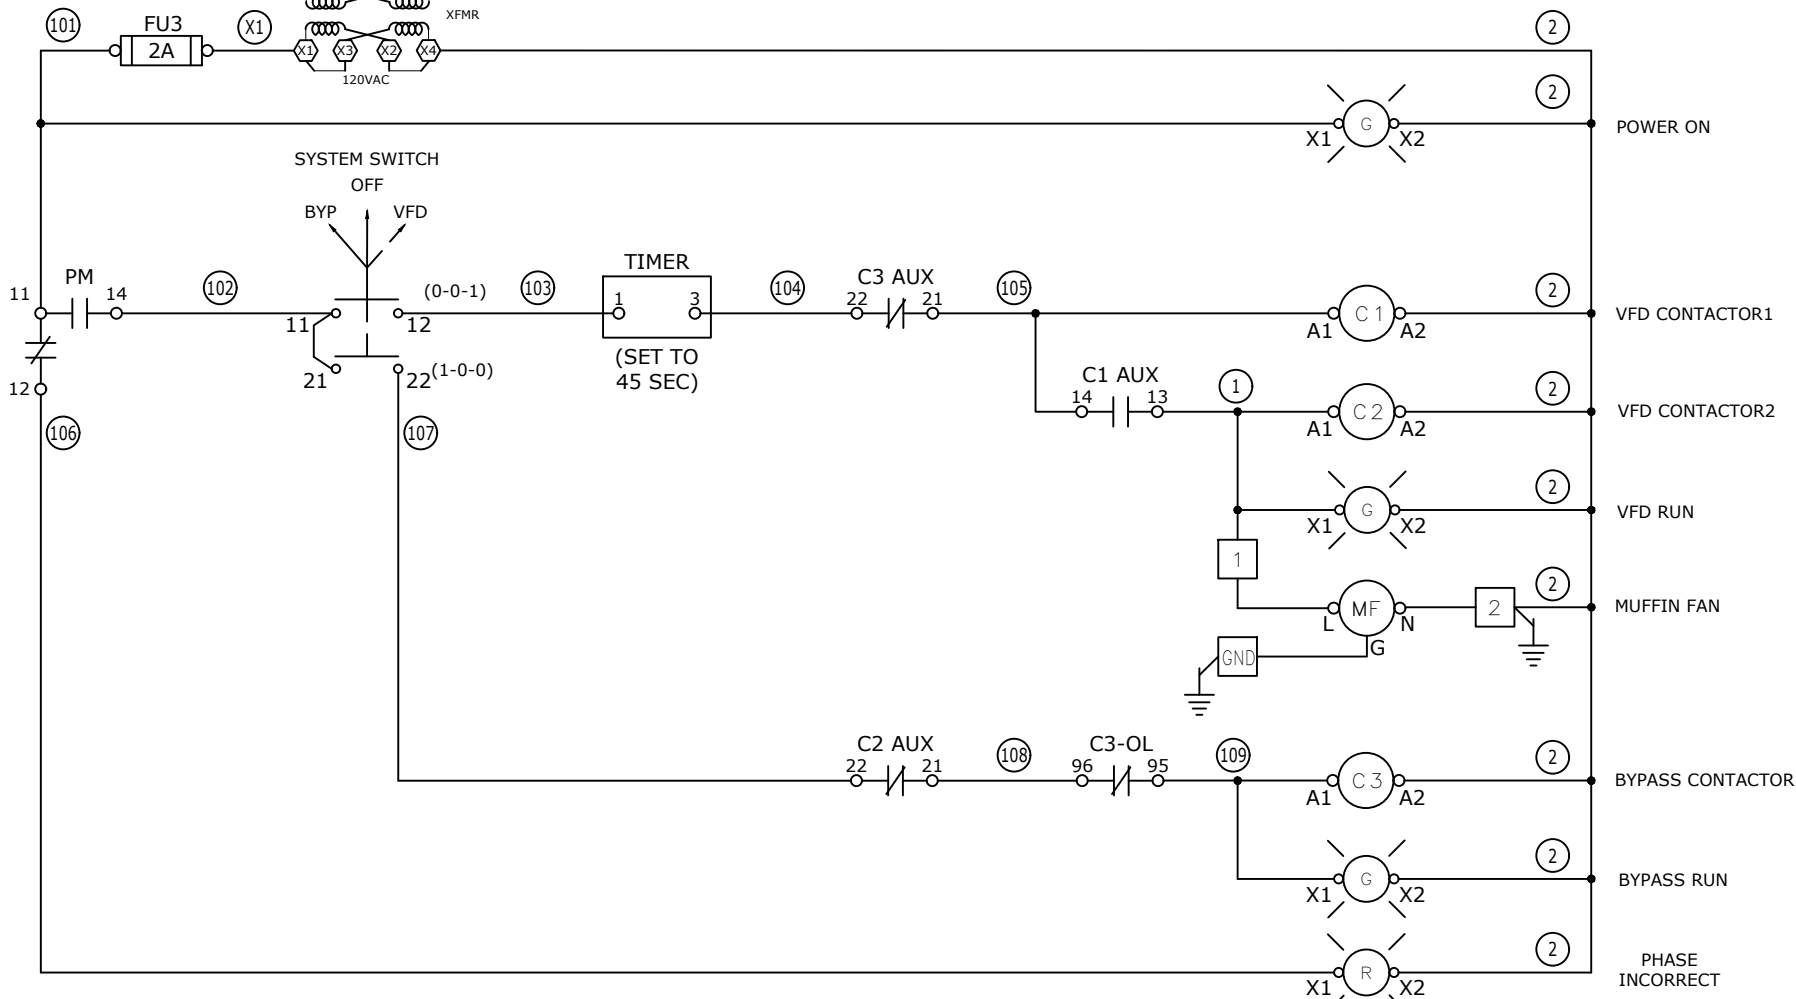 XFMR
101
FU3
2A
X1
X1
X3
X2
X4
120VAC
2
2
G
X1
X2
POWER ON
SYSTEM SWITCH
OFF
BYP
VFD
11
PM
14
102
11
12
(0-0-1)
103
TIMER
1
3
(SET TO
45 SEC)
104
C3 AUX
22
21
105
C1
A1
A2
2
VFD CONTACTOR1
12
21
22
(1-0-0)
C1 AUX
14
13
1
C2
A1
A2
2
VFD CONTACTOR2
106
107
G
X1
X2
2
VFD RUN
1
MF
L
N
G
2
2
MUFFIN FAN
GND
C2 AUX
22
21
108
C3-OL
96
95
109
C3
A1
A2
2
BYPASS CONTACTOR
G
X1
X2
2
BYPASS RUN
R
X1
X2
2
PHASE
INCORRECT